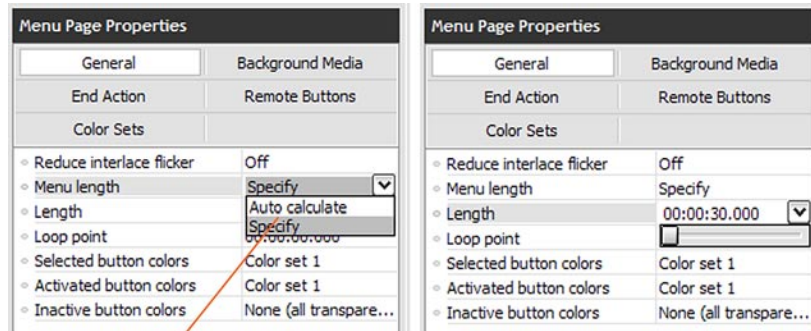 Menu Page Properties
General Background Media
End Action Remote Buttons
Color Sets
Reduce interlace flicker Off
Menu length Specify
Length Auto calculate
Specify
Loop point 00:00:00.000
Selected button colors Color set 1
Activated button colors Color set 1
Inactive button colors None (all transpare...
Menu Page Properties
General Background Media
End Action Remote Buttons
Color Sets
Reduce interlace flicker Off
Menu length Specify
Length 00:00:30.000
Loop point
Selected button colors Color set 1
Activated button colors Color set 1
Inactive button colors None (all transpare...